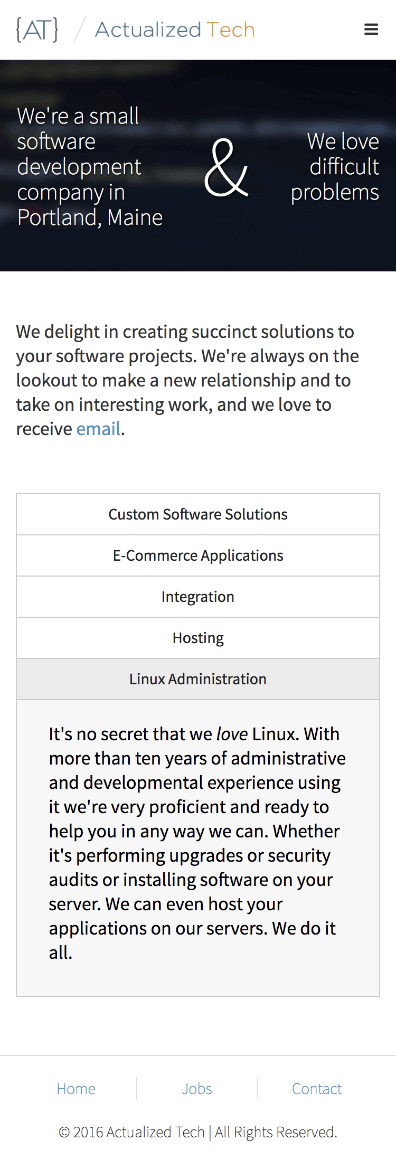 {AT} / Actualized Tech
We're a small
software
development
company in
Portland, Maine
&
We love
difficult
problems
We delight in creating succinct solutions to
your software projects. We're always on the
lookout to make a new relationship and to
take on interesting work, and we love to
receive email.
Custom Software Solutions
E-Commerce Applications
Integration
Hosting
Linux Administration
It's no secret that we love Linux. With
more than ten years of administrative
and developmental experience using
it we're very proficient and ready to
help you in any way we can. Whether
it's performing upgrades or security
audits or installing software on your
server. We can even host your
applications on our servers. We do it
all.
Home
Jobs
Contact
© 2016 Actualized Tech | All Rights Reserved.